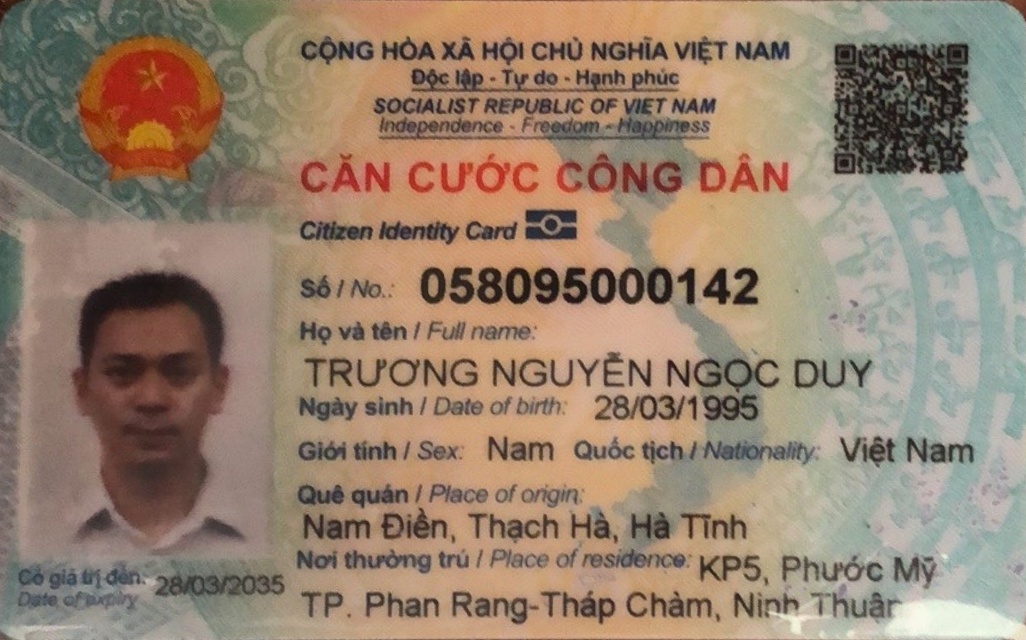 CỘNG HÒA XÃ HỘI CHỦ NGHĨA VIỆT NAM
Độc lập - Tự do - Hạnh phúc
SOCIALIST REPUBLIC OF VIET NAM
Independence - Freedom - Happiness
CĂN CƯỚC CÔNG DÂN
Citizen Identity Card
Số / No.: 058095000142
Họ và tên / Full name:
TRƯƠNG NGUYỄN NGỌC DUY
Ngày sinh / Date of birth: 28/03/1995
Giới tính / Sex: Nam Quốc tịch / Nationality: Việt Nam
Quê quán / Place of origin:
Nam Điền, Thạch Hà, Hà Tĩnh
Nơi thường trú / Place of residence: KP5, Phước Mỹ
TP. Phan Rang-Tháp Chàm, Ninh Thuận
Có giá trị đến: 28/03/2035
Date of expiry